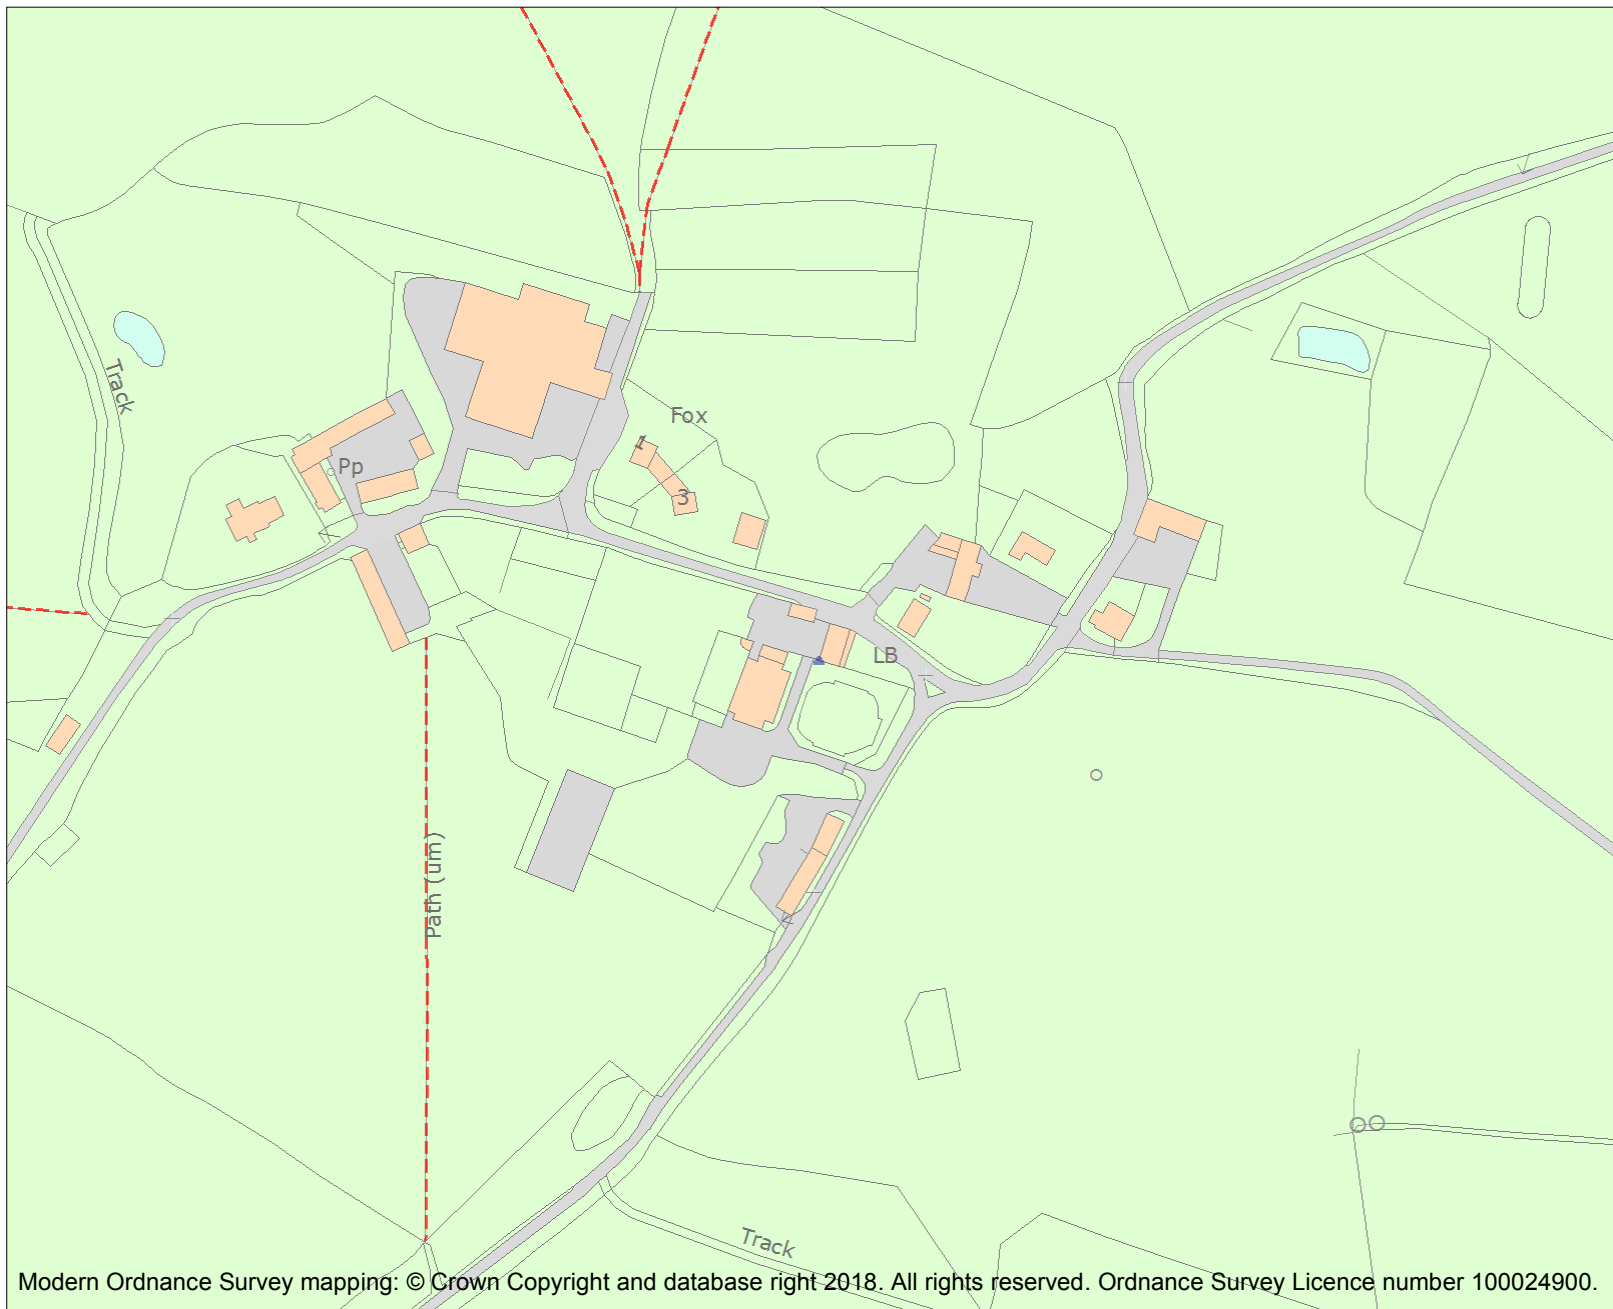 Track
Fox
1
Pp
3
LB
Path (um)
Track
Modern Ordnance Survey mapping: © Crown Copyright and database right 2018. All rights reserved. Ordnance Survey Licence number 100024900.